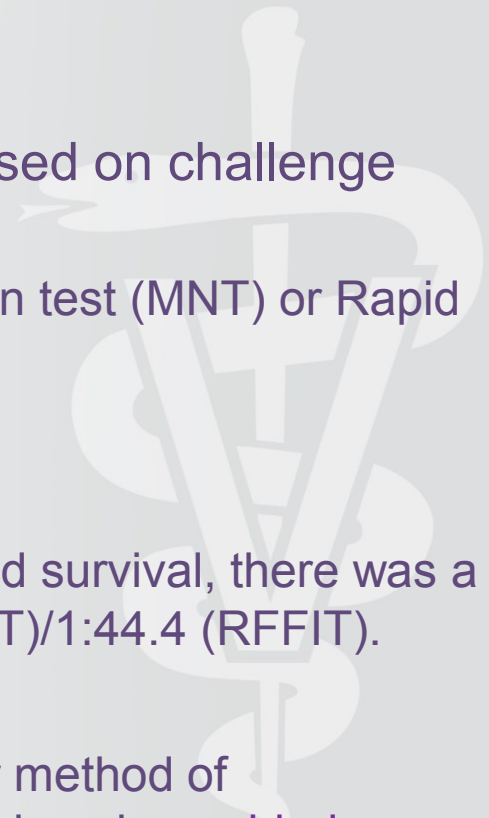 sed on challenge
n test (MNT) or Rapid
d survival, there was a
T)/1:44.4 (RFFIT).
method of